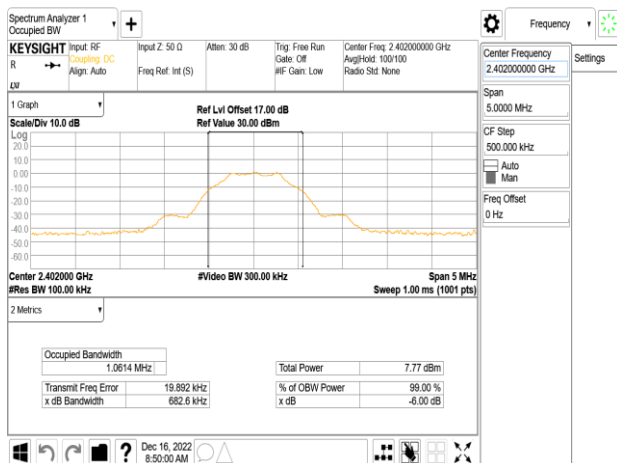 Spectrum Analyzer 1
Occupied BW
+
Frequency
KEYSIGHT
R
Input: RF
Coupling: DC
Align: Auto
Input Z: 50 Ω
Freq Ref: Int (S)
Atten: 30 dB
Trig: Free Run
Gate: Off
#IF Gain: Low
Center Freq: 2.402000000 GHz
Avg|Hold: 100/100
Radio Std: None
LXI
Center Frequency
2.402000000 GHz
Settings
Span
5.0000 MHz
CF Step
500.000 kHz
Auto
Man
Freq Offset
0 Hz
1 Graph
Scale/Div 10.0 dB
Ref Lvl Offset 17.00 dB
Ref Value 30.00 dBm
Log
20.0
10.0
0.00
-10.0
-20.0
-30.0
-40.0
-50.0
-60.0
Center 2.402000 GHz
#Res BW 100.00 kHz
#Video BW 300.00 kHz
Span 5 MHz
Sweep 1.00 ms (1001 pts)
2 Metrics
Occupied Bandwidth
1.0614 MHz
Total Power 7.77 dBm
Transmit Freq Error 19.892 kHz
% of OBW Power 99.00 %
x dB Bandwidth 682.6 kHz
x dB -6.00 dB
?
Dec 16, 2022
8:50:00 AM